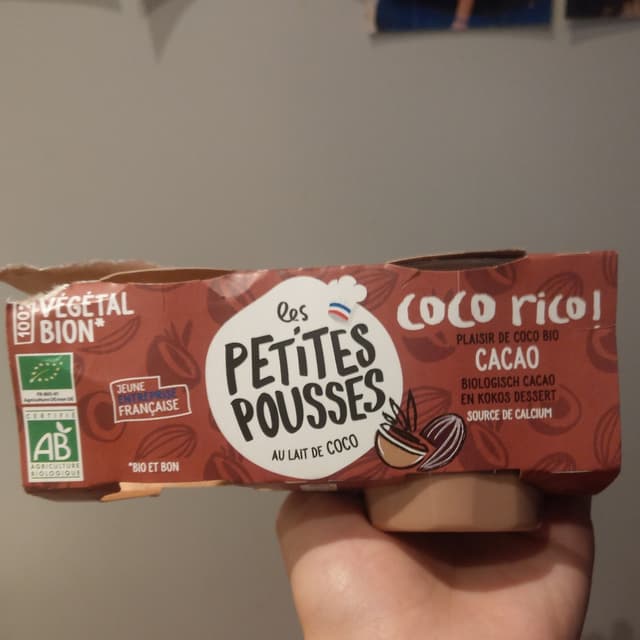 100%
VÉGÉTAL
BION*
CERTIFIÉ
AB
AGRICULTURE
BIOLOGIQUE
JEUNE
ENTREPRISE
FRANÇAISE
*BIO ET BON
les
PETITES
POUSSES
AU LAIT DE COCO
COCO rico!
PLAISIR DE COCO BIO
CACAO
BIOLOGISCH CACAO
EN KOKOS DESSERT
SOURCE DE CALCIUM